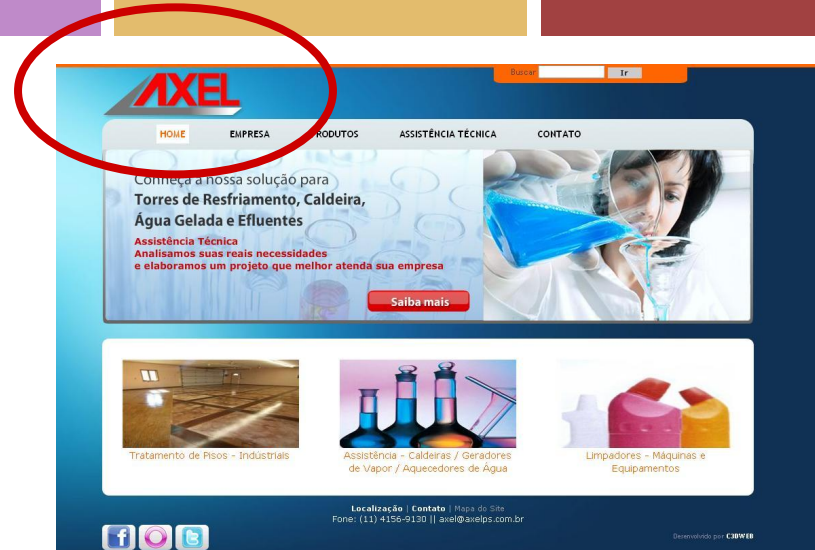 Buscar Ir
AXEL
HOME EMPRESA RODUTOS ASSISTÊNCIA TÉCNICA CONTATO
Conheça a nossa solução para
Torres de Resfriamento, Caldeira,
Água Gelada e Efluentes
Assistência Técnica
Analisamos suas reais necessidades
e elaboramos um projeto que melhor atenda sua empresa
Saiba mais
Tratamento de Pisos - Indústriais
Assistência - Caldeiras / Geradores
de Vapor / Aquecedores de Água
Limpadores - Máquinas e
Equipamentos
Localização | Contato | Mapa do Site
Fone: (11) 4156-9130 || axel@axelps.com.br
Desenvolvido por C3DWEB